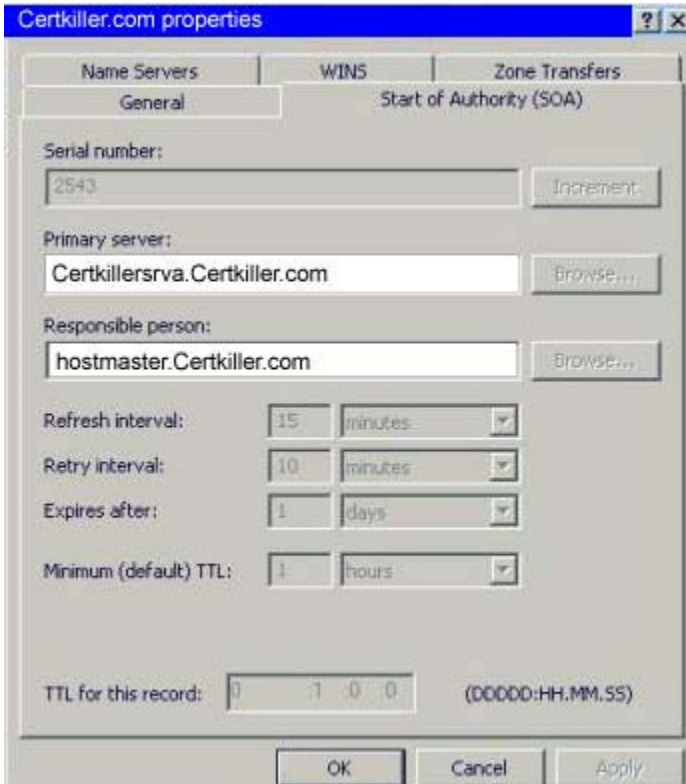 Certkiller.com properties
? X
Name Servers WINS Zone Transfers
General Start of Authority (SOA)
Serial number:
2543 Increment
Primary server:
Certkillersrva.Certkiller.com Browse...
Responsible person:
hostmaster.Certkiller.com Browse...
Refresh interval: 15 minutes
Retry interval: 10 minutes
Expires after: 1 days
Minimum (default) TTL: 1 hours
TTL for this record: 0 :1 :0 :0 (DDDDD:HH.MM.SS)
OK Cancel Apply